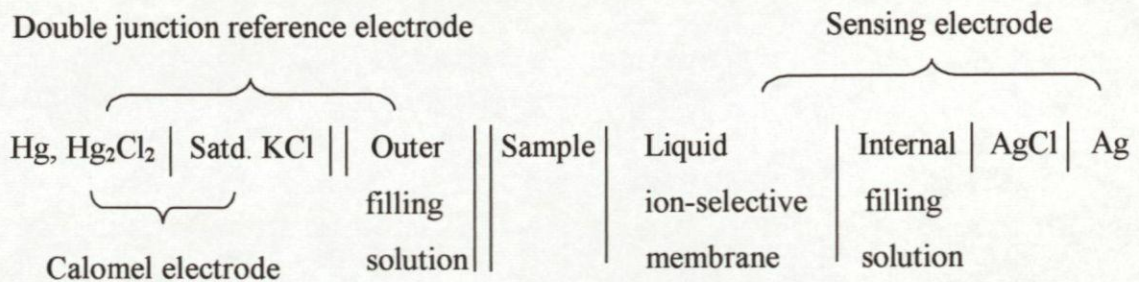 Double junction reference electrode Sensing electrode
Hg, Hg₂Cl₂ | Satd. KCl || Outer || Sample | Liquid | Internal | AgCl | Ag
filling ion-selective filling
Calomel electrode solution membrane solution